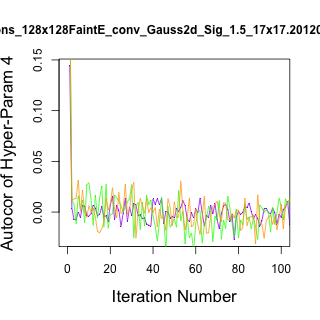 ons_128x128FaintE_conv_Gauss2d_Sig_1.5_17x17.20120
Autocor of Hyper-Param 4
0.15
0.10
0.05
0.00
0 20 40 60 80 100
Iteration Number